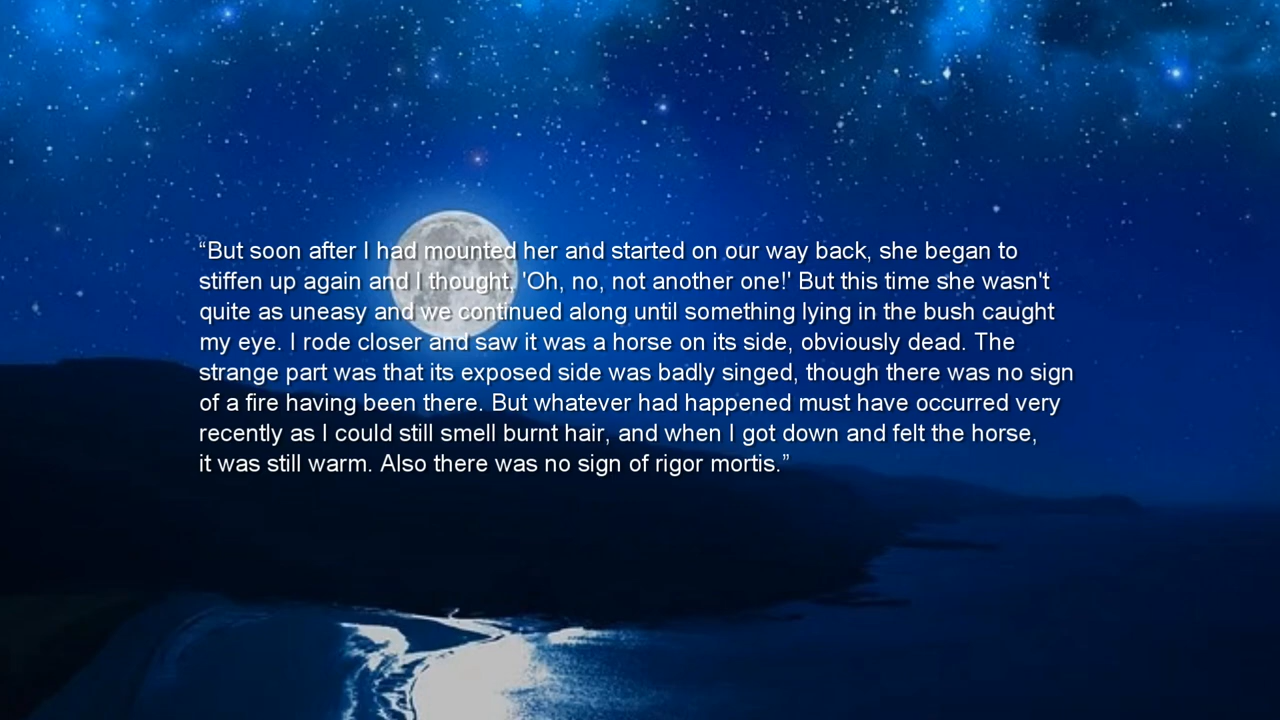 “But soon after I had mounted her and started on our way back, she began to
stiffen up again and I thought, 'Oh, no, not another one!' But this time she wasn't
quite as uneasy and we continued along until something lying in the bush caught
my eye. I rode closer and saw it was a horse on its side, obviously dead. The
strange part was that its exposed side was badly singed, though there was no sign
of a fire having been there. But whatever had happened must have occurred very
recently as I could still smell burnt hair, and when I got down and felt the horse,
it was still warm. Also there was no sign of rigor mortis.”